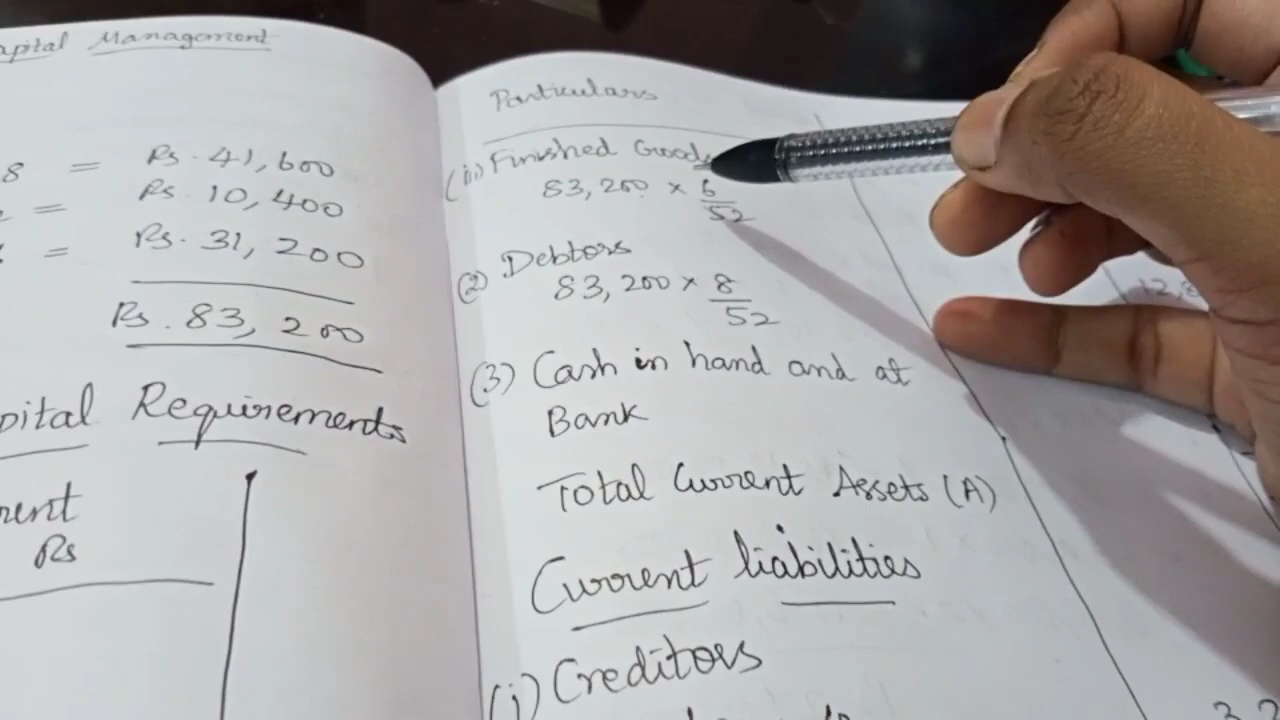 apital Management
8 = Rs. 41,600
= Rs. 10,400
= Rs. 31,200
Rs. 83,200
pital Requirements
Rs
Particulars
Finished Goods
83,200 × 6/52
(2) Debtors
83,200 × 8/52
(3) Cash in hand and at
Bank
Total Current Assets (A)
Current liabilities
(i) Creditors